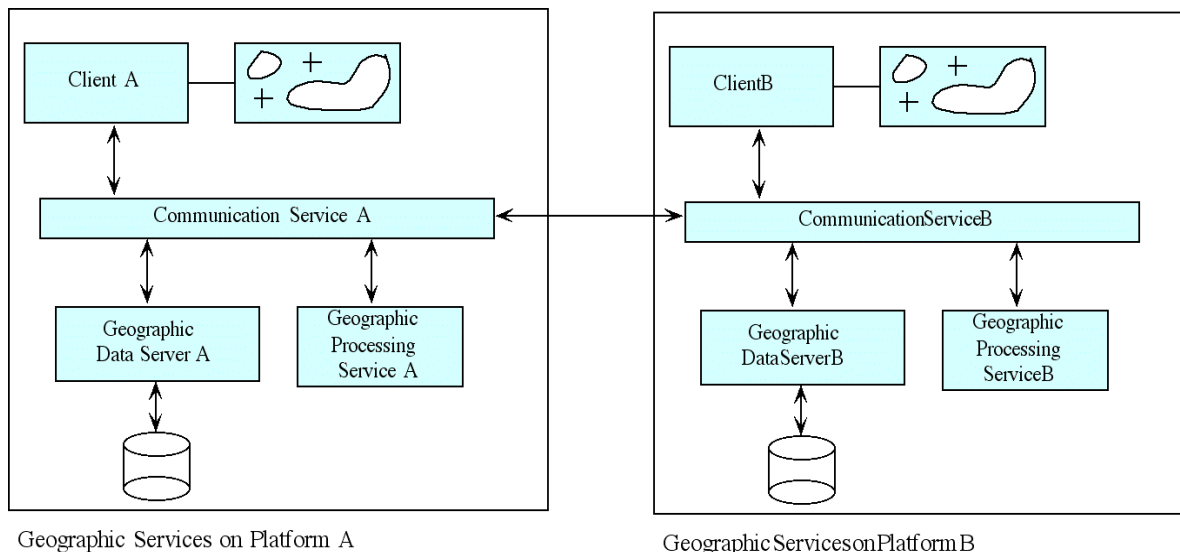 Client A
Communication Service A
Geographic
Data Server A
Geographic
Processing
Service A
Geographic Services on Platform A
ClientB
CommunicationServiceB
Geographic
DataServerB
Geographic
Processing
ServiceB
GeographicServicesonPlatformB